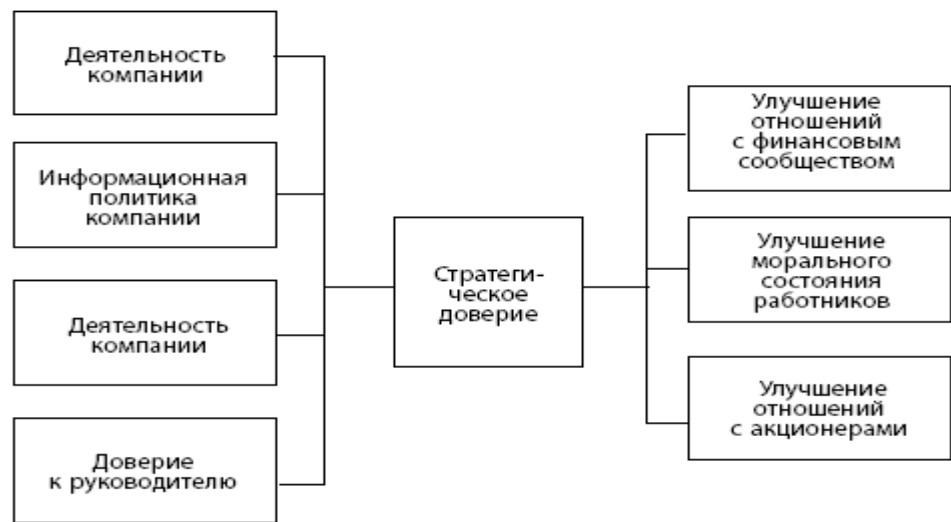 Деятельность
компании
Информационная
политика
компании
Деятельность
компании
Доверие
к руководителю
Стратеги-
ческое
доверие
Улучшение
отношений
с финансовым
сообществом
Улучшение
морального
состояния
работников
Улучшение
отношений
с акционерами